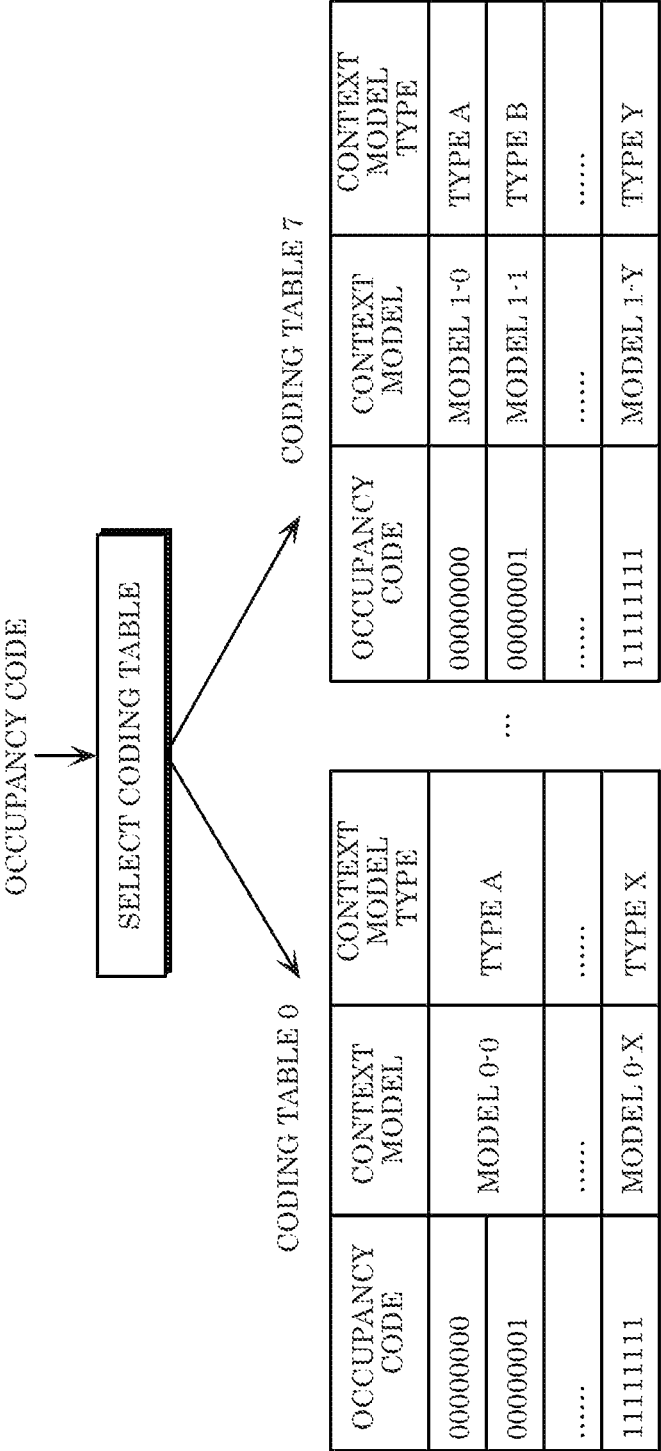 OCCUPANCY CODE
SELECT CODING TABLE
CODING TABLE 0
OCCUPANCY
CODE
CONTEXT
MODEL
CONTEXT
MODEL
TYPE
00000000
MODEL 0-0
TYPE A
00000001
......
......
......
11111111
MODEL 0-X
TYPE X
...
CODING TABLE 7
OCCUPANCY
CODE
CONTEXT
MODEL
CONTEXT
MODEL
TYPE
00000000
MODEL 1-0
TYPE A
00000001
MODEL 1-1
TYPE B
......
......
......
11111111
MODEL 1-Y
TYPE Y